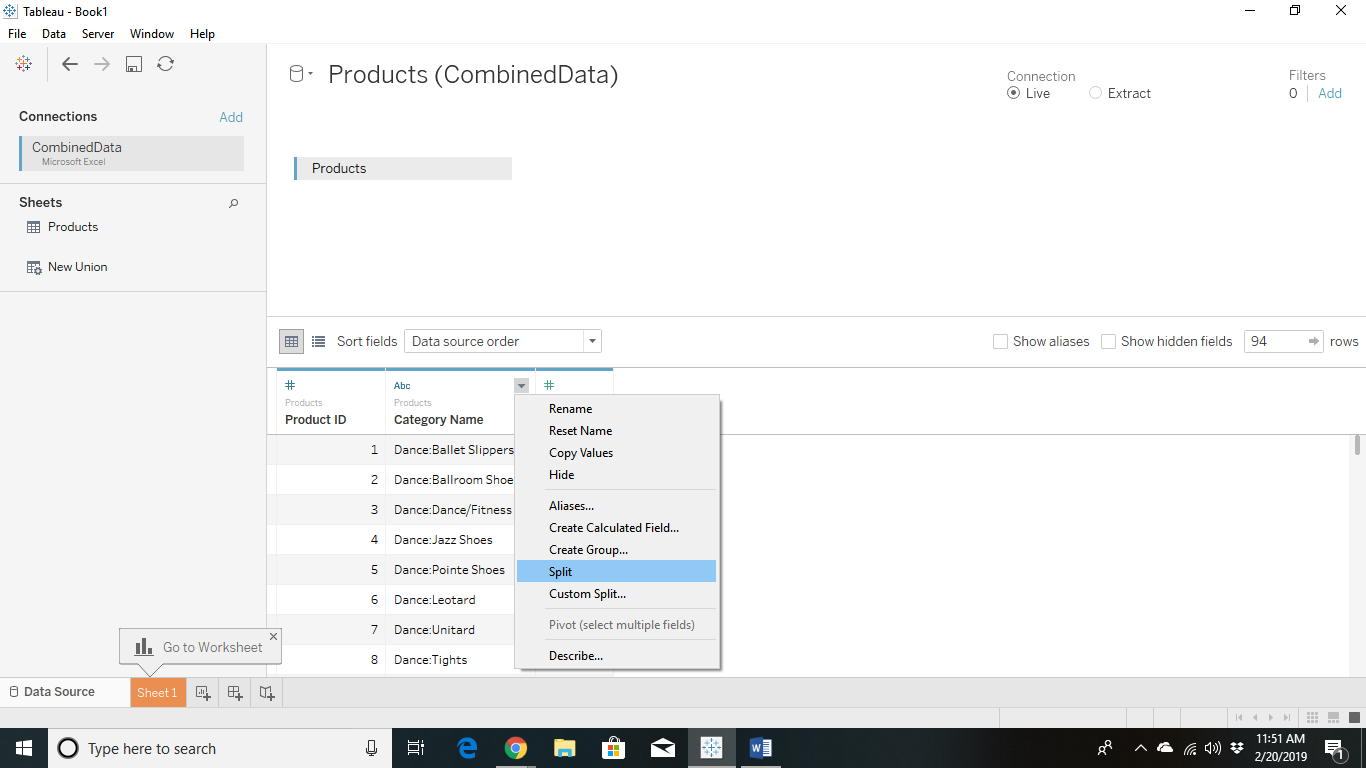 Tableau - Book1
File Data Server Window Help
Connections Add
CombinedData
Microsoft Excel
Sheets
Products
New Union
Products (CombinedData)
Connection
Live Extract
Filters
0 Add
Products
Sort fields Data source order
Show aliases Show hidden fields 94 rows
# Abc #
Products Products
Product ID Category Name
1 Dance:Ballet Slippers
2 Dance:Ballroom Shoe
3 Dance:Dance/Fitness
4 Dance:Jazz Shoes
5 Dance:Pointe Shoes
6 Dance:Leotard
7 Dance:Unitard
8 Dance:Tights
Rename
Reset Name
Copy Values
Hide
Aliases...
Create Calculated Field...
Create Group...
Split
Custom Split...
Pivot (select multiple fields)
Describe...
Go to Worksheet
Data Source Sheet 1
Type here to search
11:51 AM
2/20/2019
1